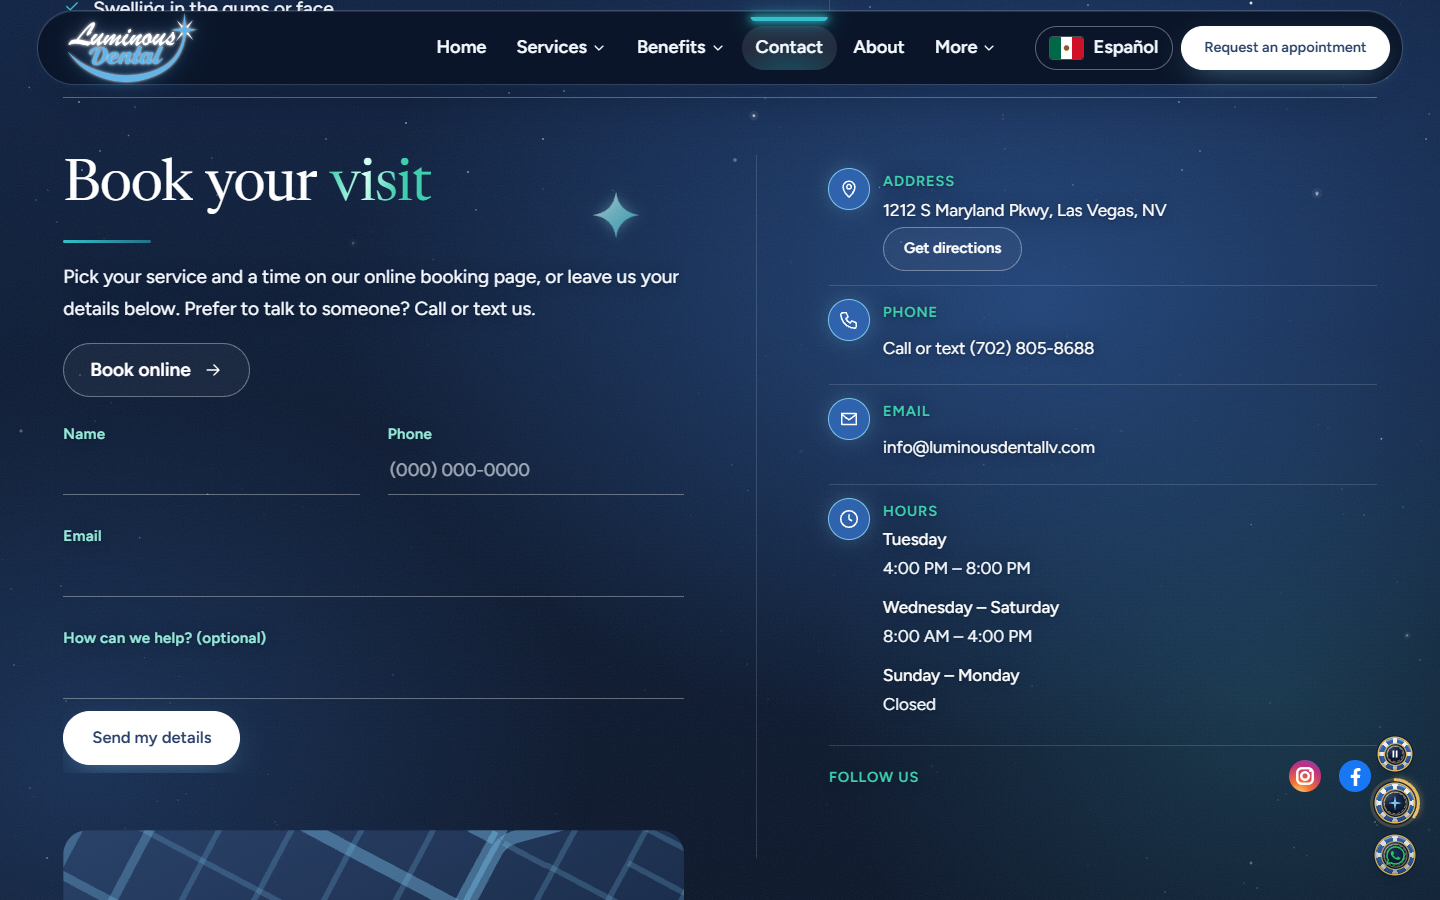 Swelling in the gums or face
Luminous
Dental
Home
Services
Benefits
Contact
About
More
Español
Request an appointment
Book your visit
Pick your service and a time on our online booking page, or leave us your
details below. Prefer to talk to someone? Call or text us.
Book online
Name
Phone
(000) 000-0000
Email
How can we help? (optional)
Send my details
ADDRESS
1212 S Maryland Pkwy, Las Vegas, NV
Get directions
PHONE
Call or text (702) 805-8688
EMAIL
info@luminousdentallv.com
HOURS
Tuesday
4:00 PM – 8:00 PM
Wednesday – Saturday
8:00 AM – 4:00 PM
Sunday – Monday
Closed
FOLLOW US